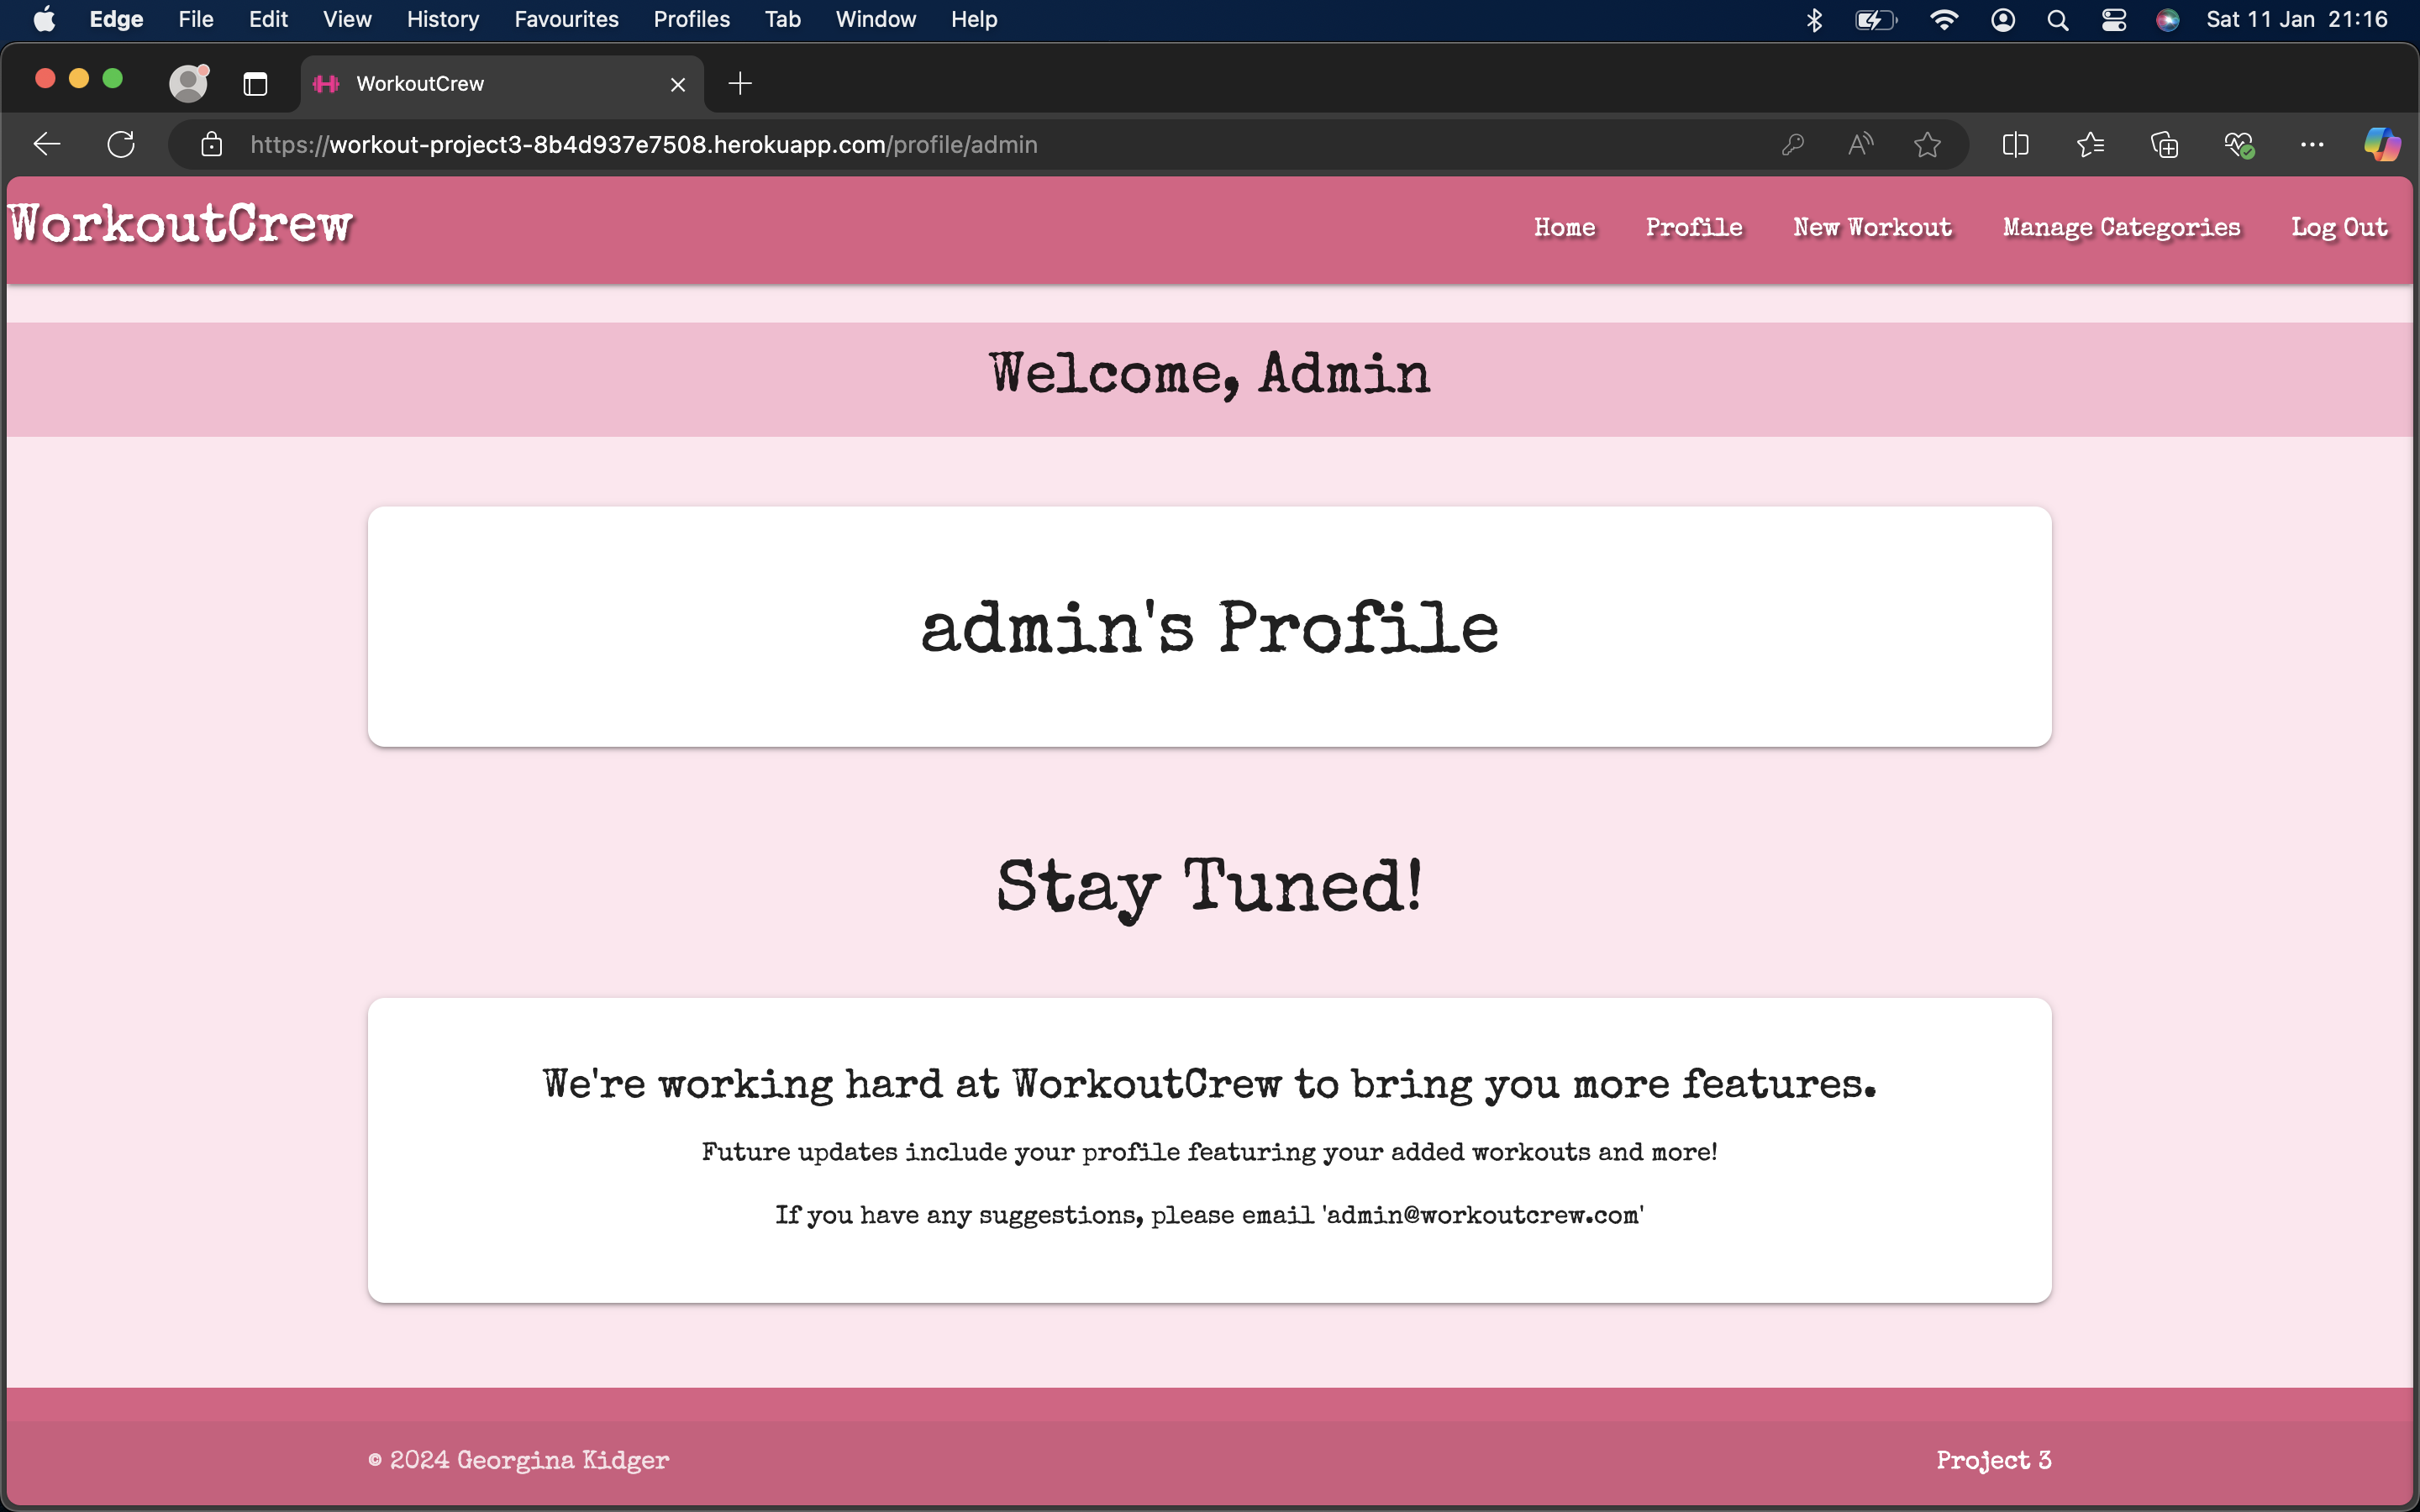 Edge File Edit View History Favourites Profiles Tab Window Help Sat 11 Jan 21:16
WorkoutCrew
https://workout-project3-8b4d937e7508.herokuapp.com/profile/admin
WorkoutCrew Home Profile New Workout Manage Categories Log Out
Welcome, Admin
admin's Profile
Stay Tuned!
We're working hard at WorkoutCrew to bring you more features.
Future updates include your profile featuring your added workouts and more!
If you have any suggestions, please email 'admin@workoutcrew.com'
© 2024 Georgina Kidger Project 3